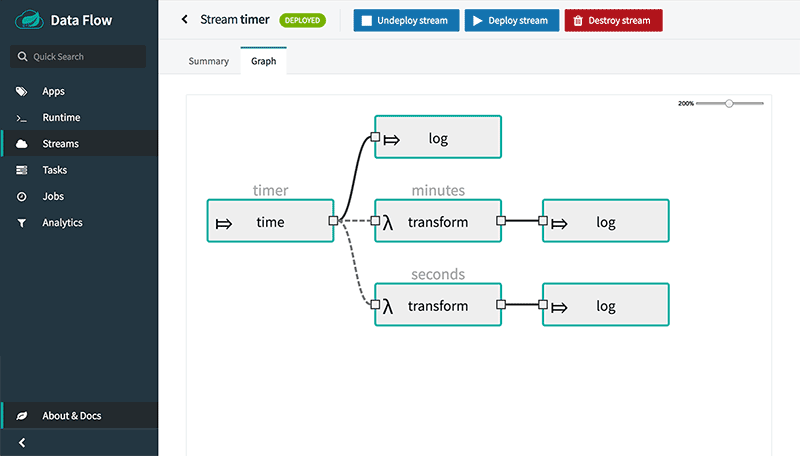 Data Flow
Quick Search
Apps
Runtime
Streams
Tasks
Jobs
Analytics
About & Docs
Stream timer DEPLOYED Undeploy stream Deploy stream Destroy stream
Summary Graph
200%
log
timer minutes
time transform log
seconds
transform log